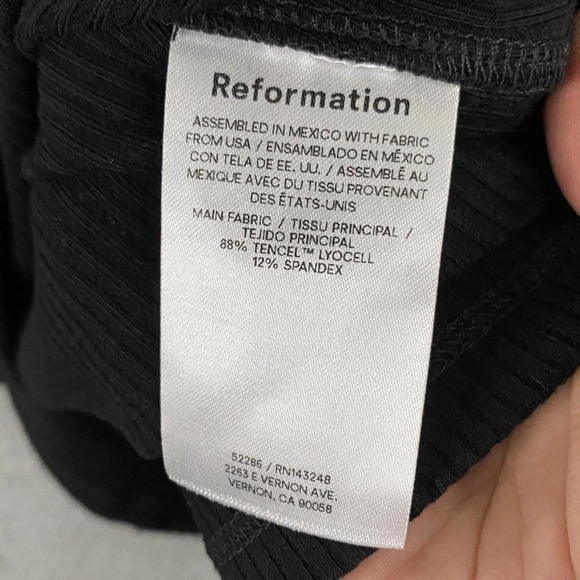 Reformation
ASSEMBLED IN MEXICO WITH FABRIC
FROM USA / ENSAMBLADO EN MÉXICO
CON TELA DE EE. UU. / ASSEMBLÉ AU
MEXIQUE AVEC DU TISSU PROVENANT
DES ÉTATS-UNIS
MAIN FABRIC / TISSU PRINCIPAL /
TEJIDO PRINCIPAL
88% TENCEL™ LYOCELL
12% SPANDEX
52286 / RN143248
2263 E VERNON AVE.
VERNON, CA 90058